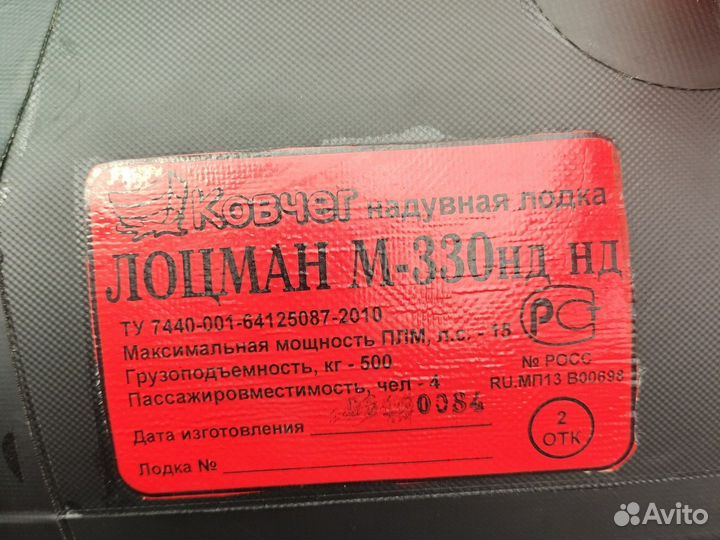 Ковчег надувная лодка
ЛОЦМАН М-330нд нд
ТУ 7440-001-64125087-2010
Максимальная мощность ПЛМ, л.с. - 15
Грузоподъемность, кг - 500
Пассажировместимость, чел - 4
РСТ
№ РОСС
RU.МП13 В00698
0084
Дата изготовления
2
ОТК
Лодка №
Avito